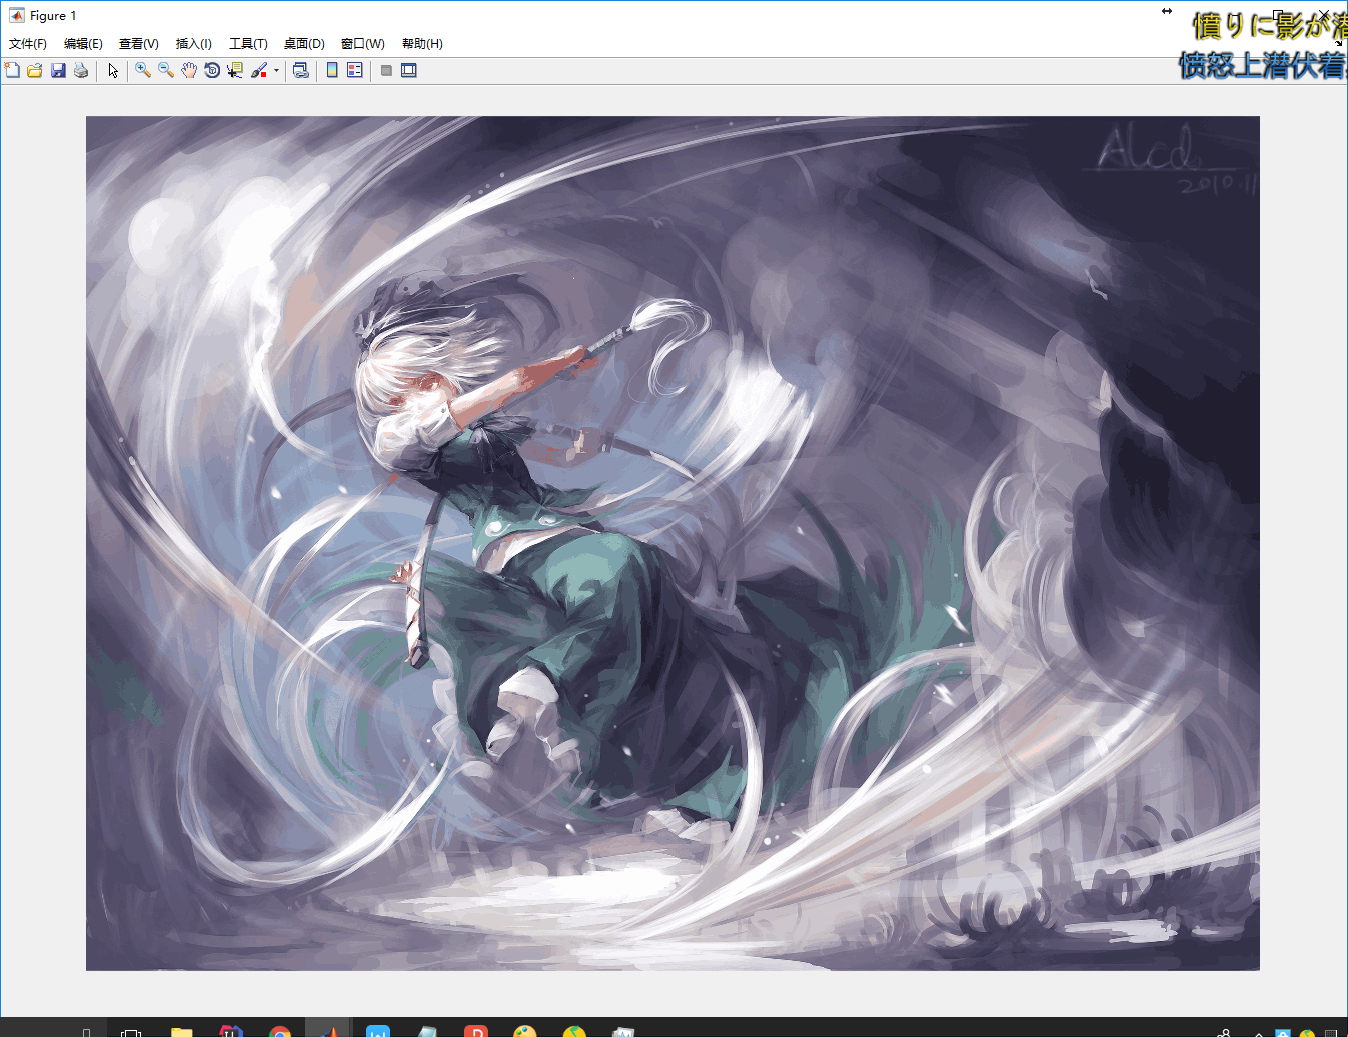 Figure 1
憤りに影が潜
愤怒上潜伏着
文件(F) 编辑(E) 查看(V) 插入(I) 工具(T) 桌面(D) 窗口(W) 帮助(H)
Alcd
2010.11